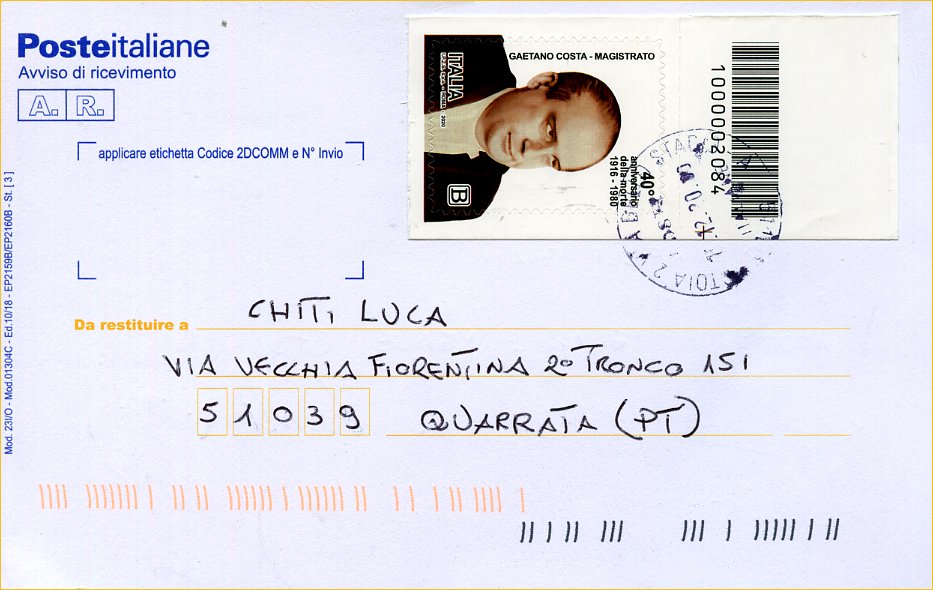 Posteitaliane
Avviso di ricevimento
A. R.
applicare etichetta Codice 2DCOMM e N° Invio
GAETANO COSTA - MAGISTRATO
ITALIA
I.P.Z.S. S.p.A. - ROMA - 2020
B
40°
anniversario
della morte
1916 - 1980
1000002084
Da restituire a CHITI LUCA
VIA VECCHIA FIORENTINA 2° TRONCO 151
51039 QUARRATA (PT)
Mod. 23I/O - Mod.01304C - Ed.10/18 - EP2159B/EP2160B - St. [ 3 ]